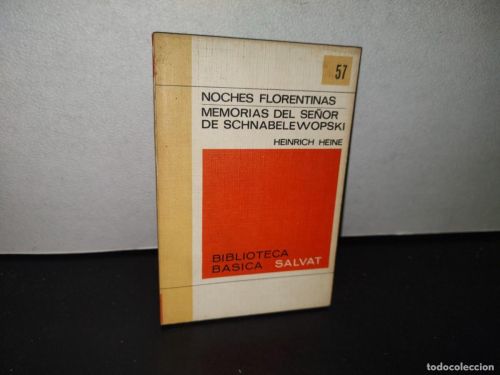 57
NOCHES FLORENTINAS
MEMORIAS DEL SEÑOR
DE SCHNABELEWOPSKI
HEINRICH HEINE
BIBLIOTECA
BASICA SALVAT
todocoleccion